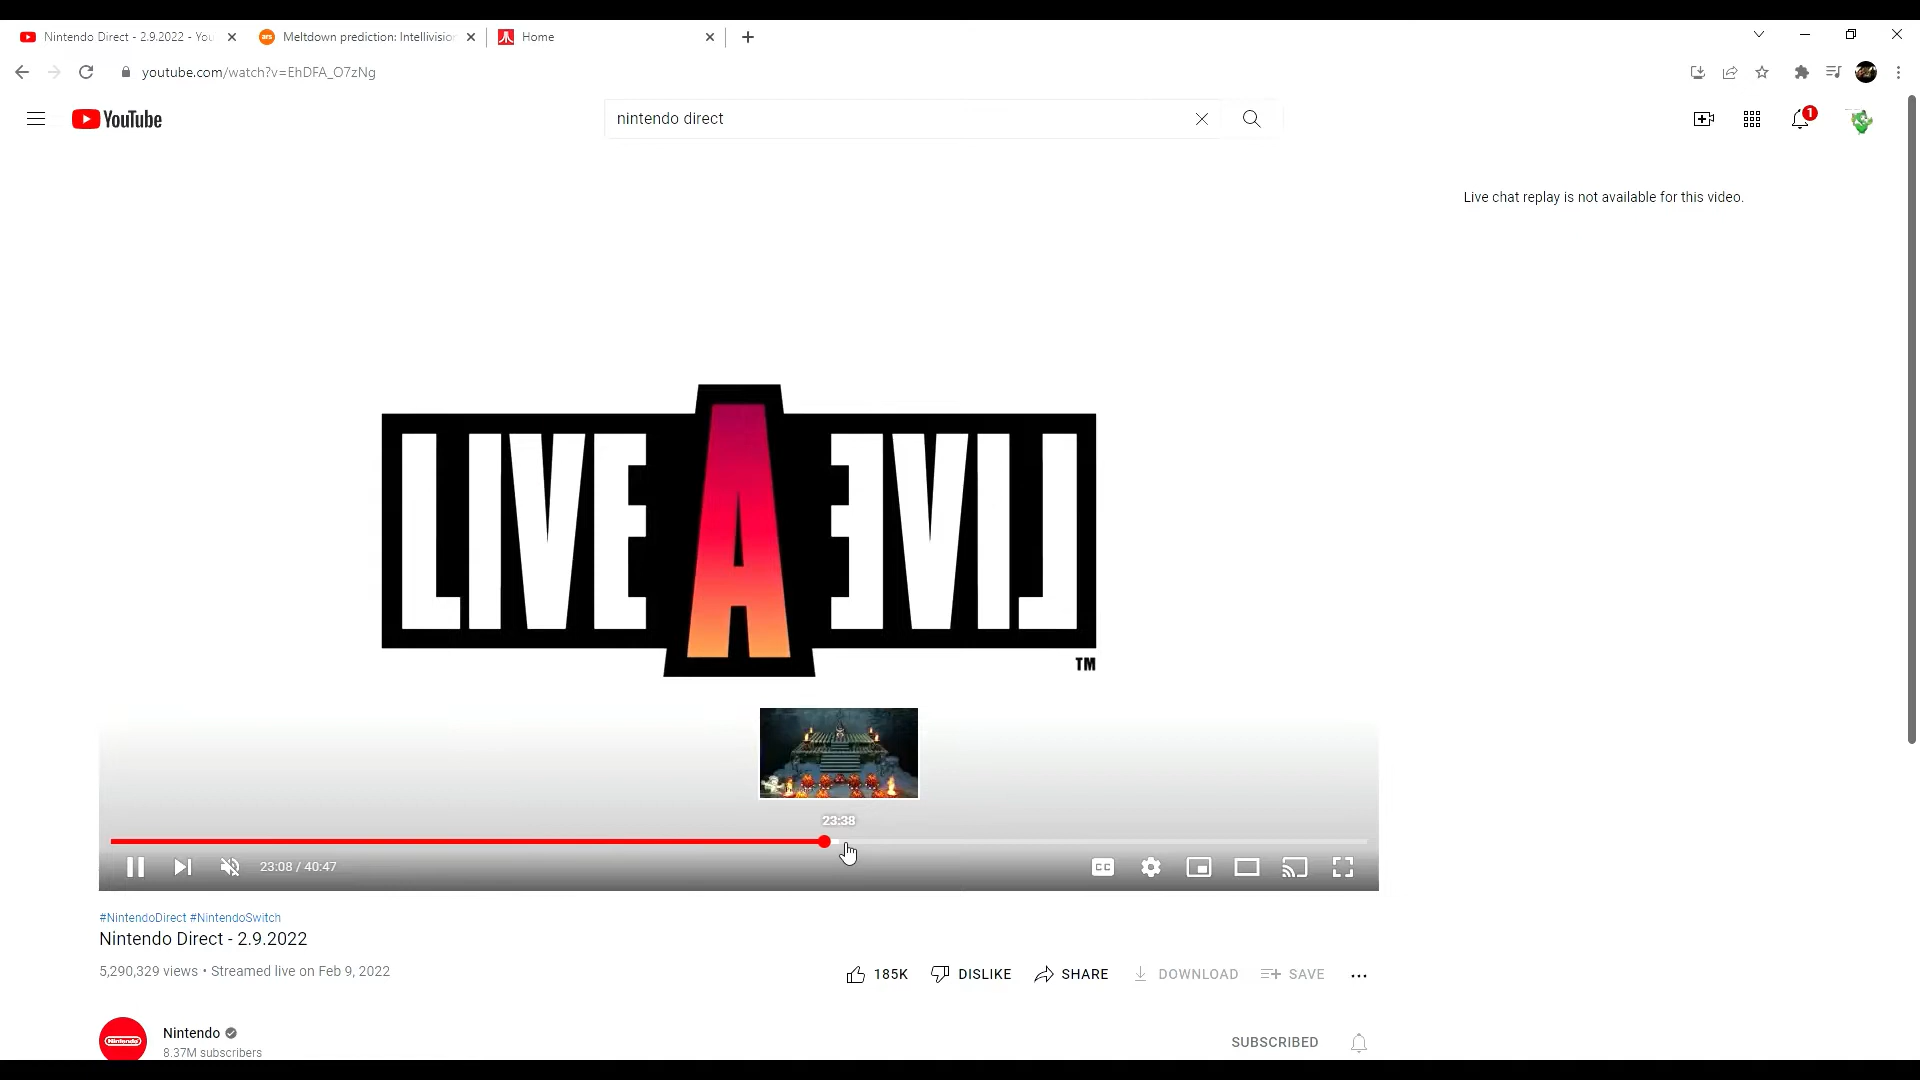 Nintendo Direct - 2.9.2022 - You
Meltdown prediction: Intellivision
Home
youtube.com/watch?v=EhDFA_O7zNg
YouTube
nintendo direct
1
Live chat replay is not available for this video.
LIVE A LIVE
TM
23:38
23:08 / 40:47
CC
#NintendoDirect #NintendoSwitch
Nintendo Direct - 2.9.2022
5,290,329 views • Streamed live on Feb 9, 2022
185K DISLIKE SHARE DOWNLOAD SAVE
Nintendo
Nintendo
8.37M subscribers
SUBSCRIBED